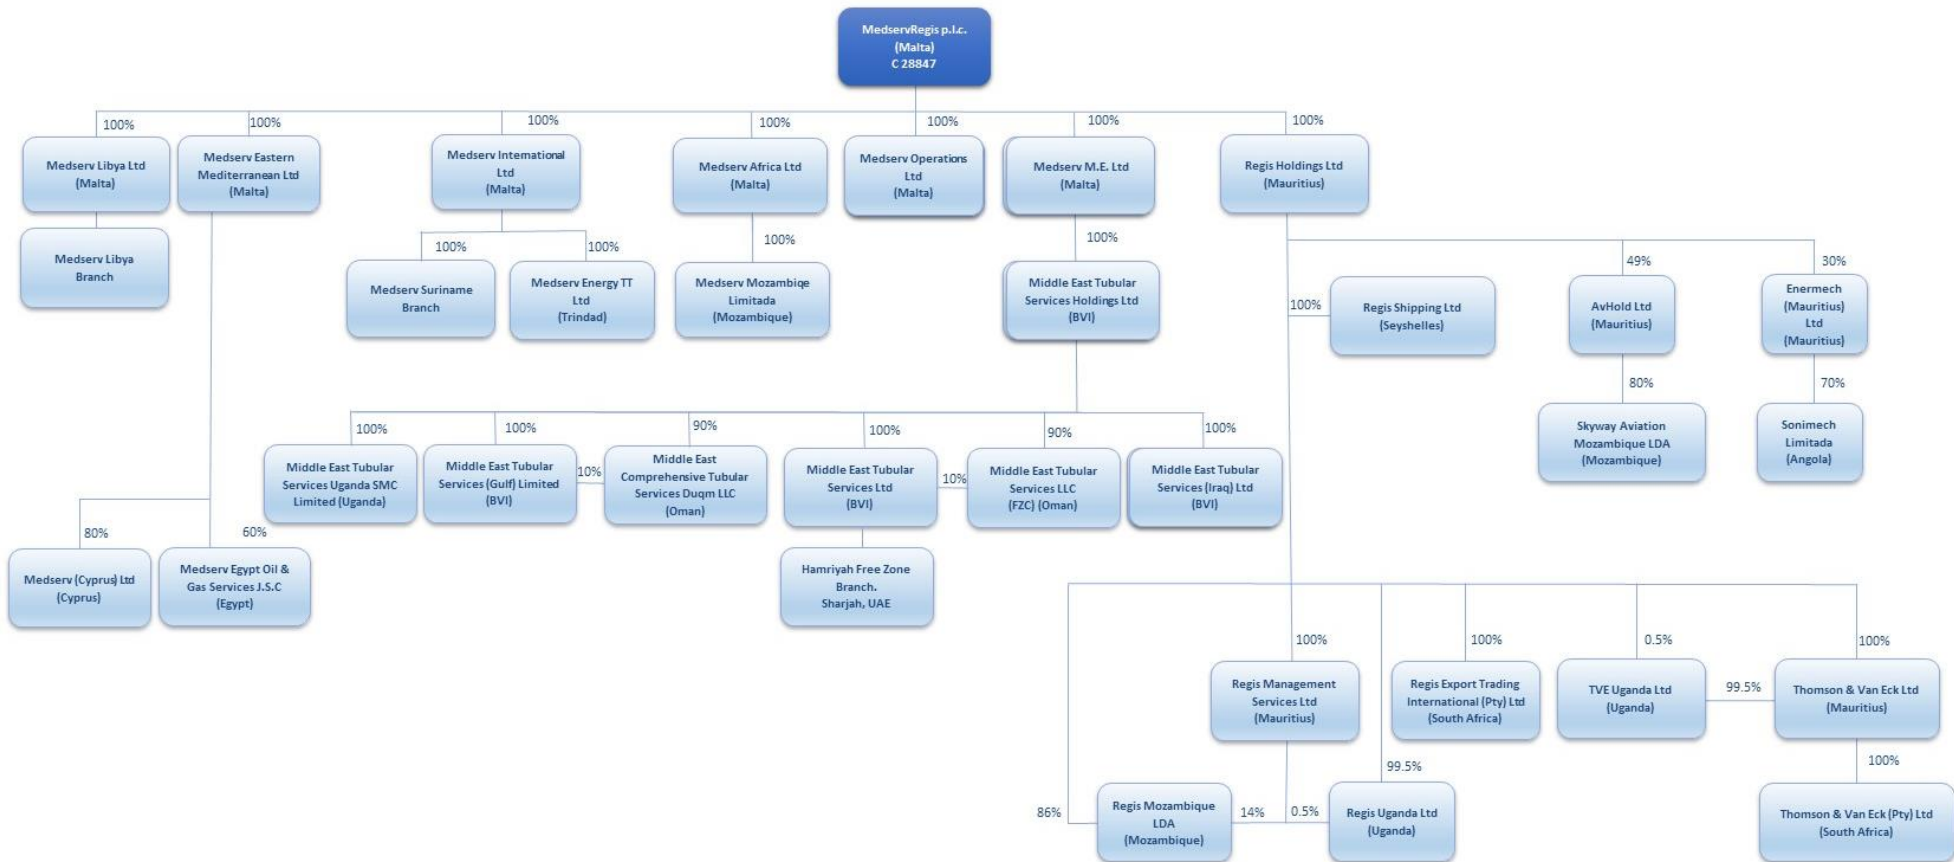 MedservRegis p.l.c.
(Malta)
C 28847
100%
100%
100%
100%
100%
100%
100%
Medserv Libya Ltd
(Malta)
Medserv Eastern
Mediterranean Ltd
(Malta)
Medserv International
Ltd
(Malta)
Medserv Africa Ltd
(Malta)
Medserv Operations
Ltd
(Malta)
Medserv M.E. Ltd
(Malta)
Regis Holdings Ltd
(Mauritius)
Medserv Libya
Branch
100%
100%
100%
100%
Medserv Suriname
Branch
Medserv Energy TT
Ltd
(Trindad)
Medserv Mozambiqe
Limitada
(Mozambique)
Middle East Tubular
Services Holdings Ltd
(BVI)
100%
Regis Shipping Ltd
(Seyshelles)
49%
AvHold Ltd
(Mauritius)
30%
Enermech
(Mauritius)
Ltd
(Mauritius)
80%
Skyway Aviation
Mozambique LDA
(Mozambique)
70%
Sonimech
Limitada
(Angola)
100%
100%
90%
100%
90%
100%
Middle East Tubular
Services Uganda SMC
Limited (Uganda)
Middle East Tubular
Services (Gulf) Limited
(BVI)
10%
Middle East
Comprehensive Tubular
Services Duqm LLC
(Oman)
Middle East Tubular
Services Ltd
(BVI)
10%
Middle East Tubular
Services LLC
(FZC) (Oman)
Middle East Tubular
Services (Iraq) Ltd
(BVI)
80%
60%
Medserv (Cyprus) Ltd
(Cyprus)
Medserv Egypt Oil &
Gas Services J.S.C
(Egypt)
Hamriyah Free Zone
Branch.
Sharjah, UAE
100%
100%
0.5%
100%
Regis Management
Services Ltd
(Mauritius)
Regis Export Trading
International (Pty) Ltd
(South Africa)
TVE Uganda Ltd
(Uganda)
99.5%
Thomson & Van Eck Ltd
(Mauritius)
99.5%
100%
86%
Regis Mozambique
LDA
(Mozambique)
14%
0.5%
Regis Uganda Ltd
(Uganda)
Thomson & Van Eck (Pty) Ltd
(South Africa)